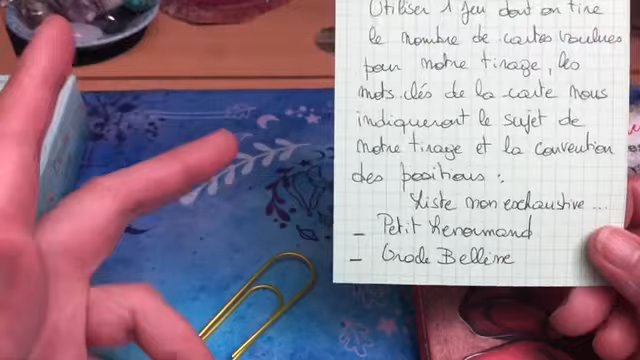 Utiliser 1 jeu dont on tire
le nombre de cartes voulues
pour notre tirage, les
mots clés de la carte nous
indiqueront le sujet de
notre tirage et la convention
des positions :
Liste non exhaustive ...
- Petit Lenormand
- Oracle Belline